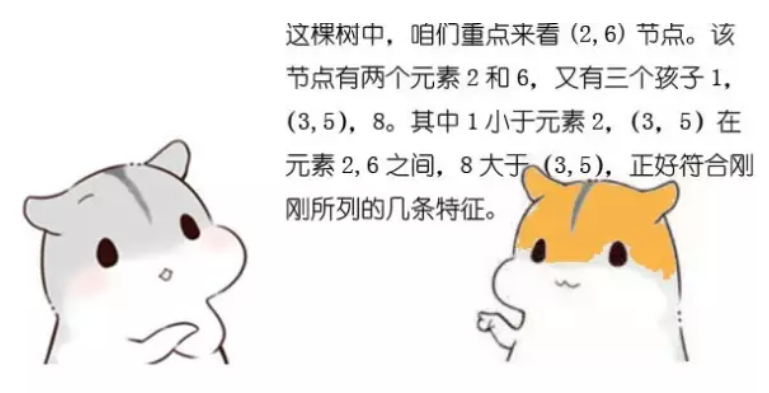 这棵树中，咱们重点来看 (2,6) 节点。该
节点有两个元素 2 和 6，又有三个孩子 1，
(3,5)，8。其中 1 小于元素 2，(3，5) 在
元素 2,6 之间，8 大于 (3,5)，正好符合刚
刚所列的几条特征。